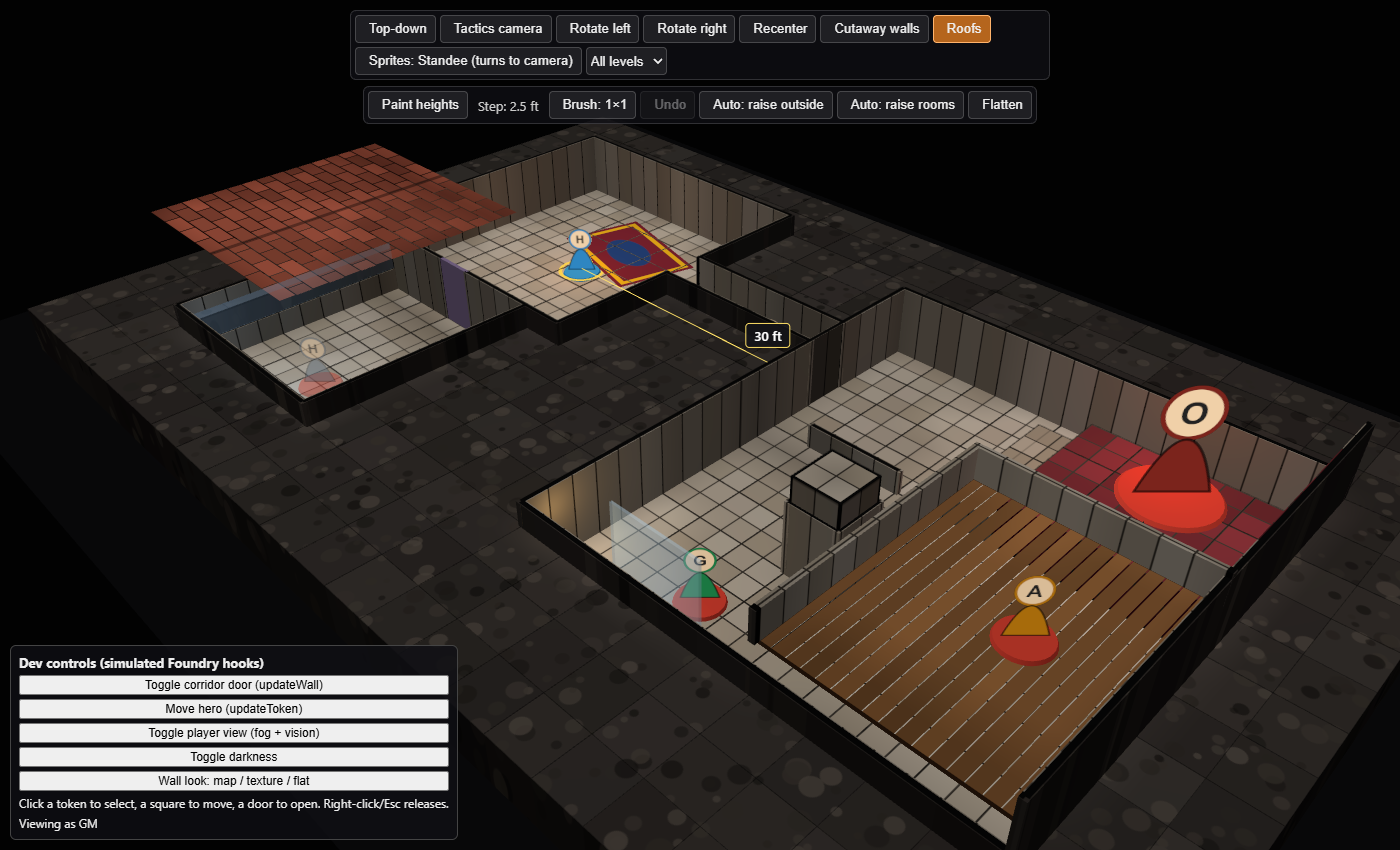 Top-down Tactics camera Rotate left Rotate right Recenter Cutaway walls Roofs
Sprites: Standee (turns to camera) All levels
Paint heights Step: 2.5 ft Brush: 1×1 Undo Auto: raise outside Auto: raise rooms Flatten
H
30 ft
H
O
G
A
Dev controls (simulated Foundry hooks)
Toggle corridor door (updateWall)
Move hero (updateToken)
Toggle player view (fog + vision)
Toggle darkness
Wall look: map / texture / flat
Click a token to select, a square to move, a door to open. Right-click/Esc releases.
Viewing as GM